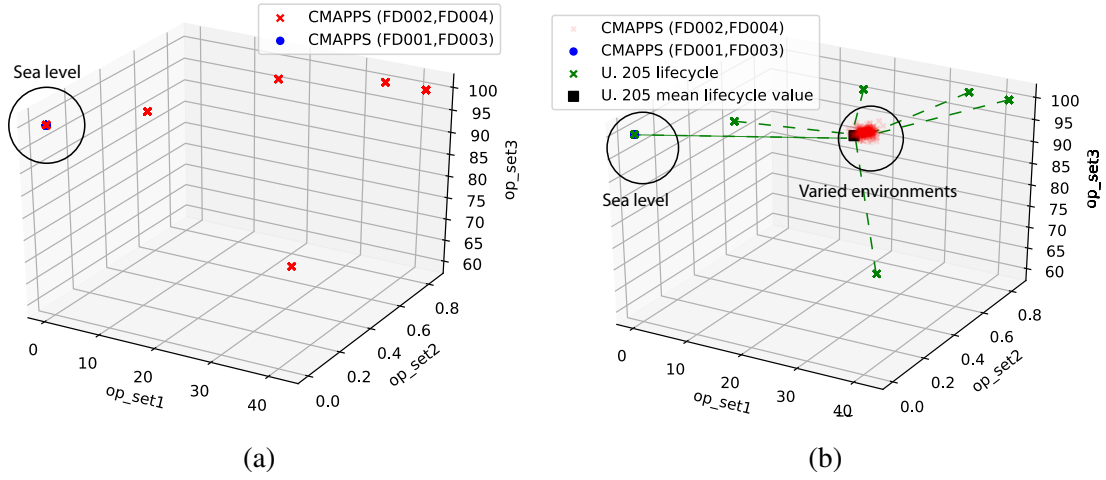 CMAPPS (FD002,FD004)
CMAPPS (FD001,FD003)
Sea level
100
95
90
85
80
75
70
65
60
op_set3
0.8
0.6
0.4
0.2
0.0
op_set2
0
10
20
30
40
op_set1
(a)
CMAPPS (FD002,FD004)
CMAPPS (FD001,FD003)
U. 205 lifecycle
U. 205 mean lifecycle value
Sea level
Varied environments
100
95
90
85
80
75
70
65
60
op_set3
0.8
0.6
0.4
0.2
0.0
op_set2
0
10
20
30
40
op_set1
(b)